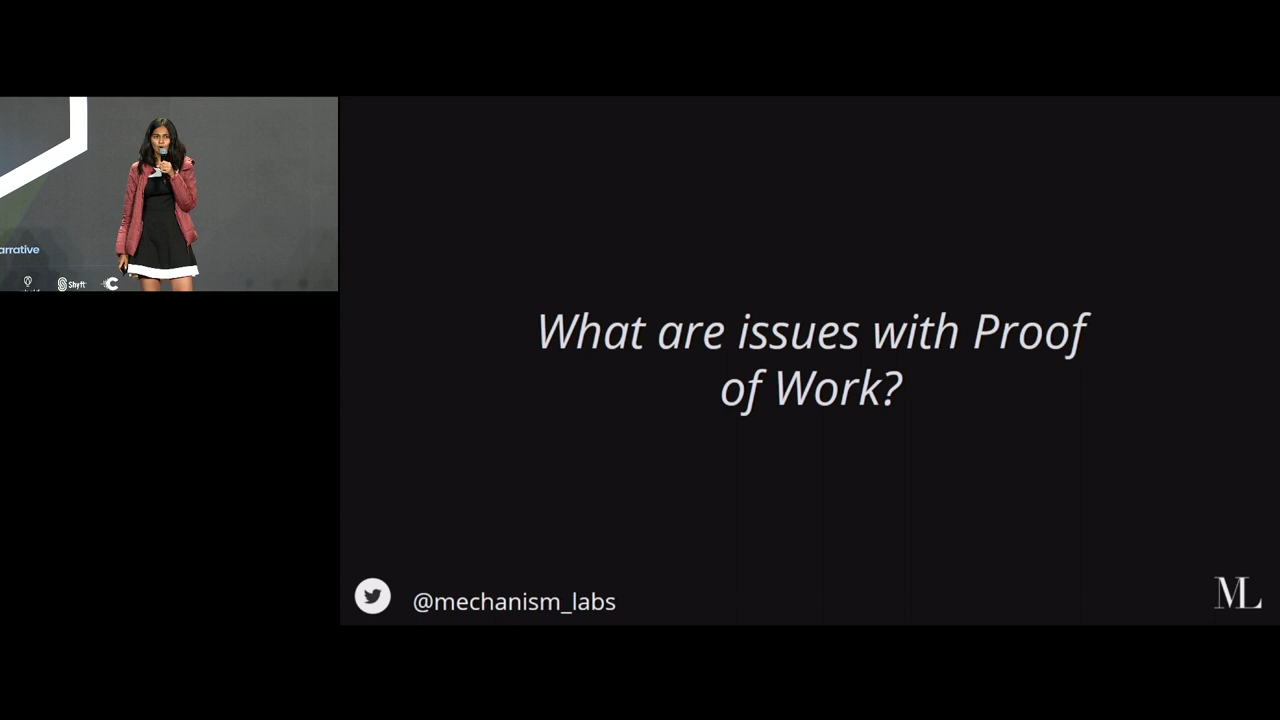 arrative
Shyft
What are issues with Proof
of Work?
@mechanism_labs
ML